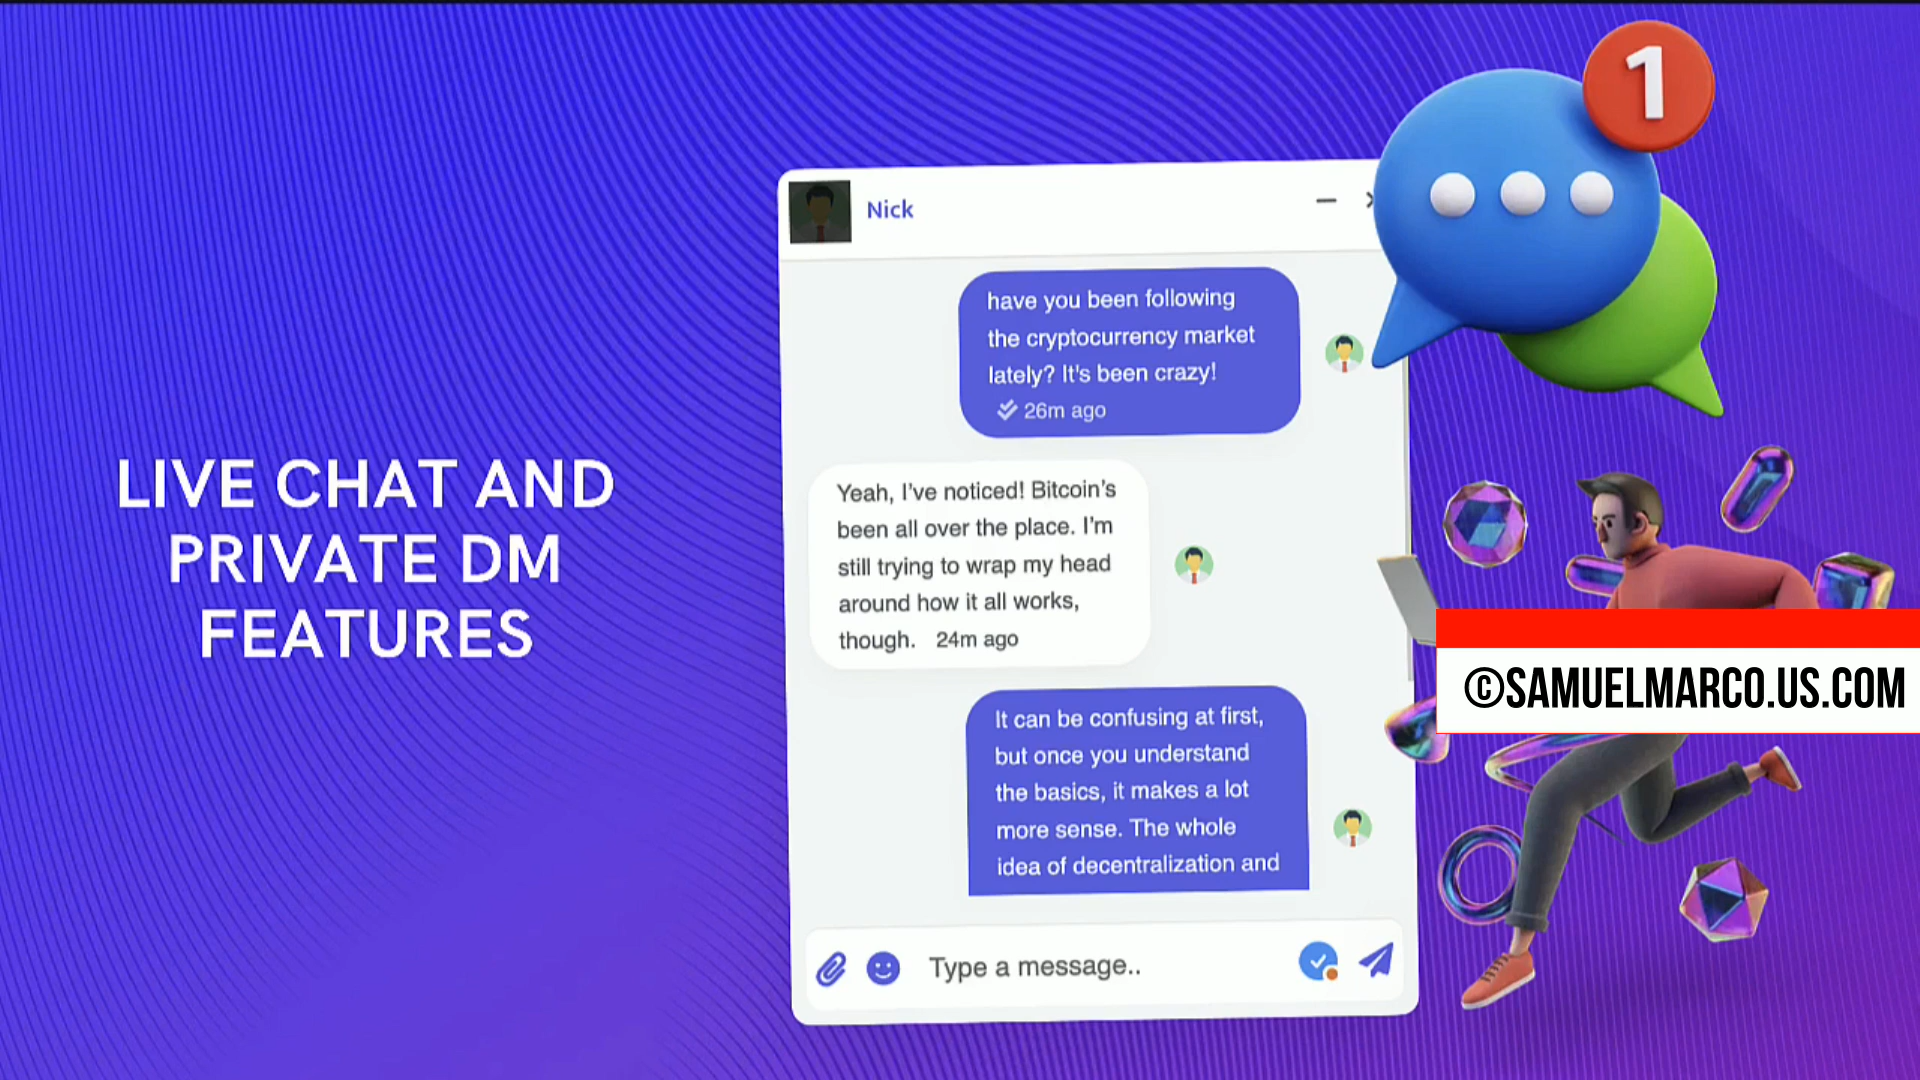 LIVE CHAT AND
PRIVATE DM
FEATURES
1
Nick
have you been following
the cryptocurrency market
lately? It's been crazy!
26m ago
Yeah, I've noticed! Bitcoin's
been all over the place. I'm
still trying to wrap my head
around how it all works,
though. 24m ago
It can be confusing at first,
but once you understand
the basics, it makes a lot
more sense. The whole
idea of decentralization and
Type a message..
©SAMUELMARCO.US.COM